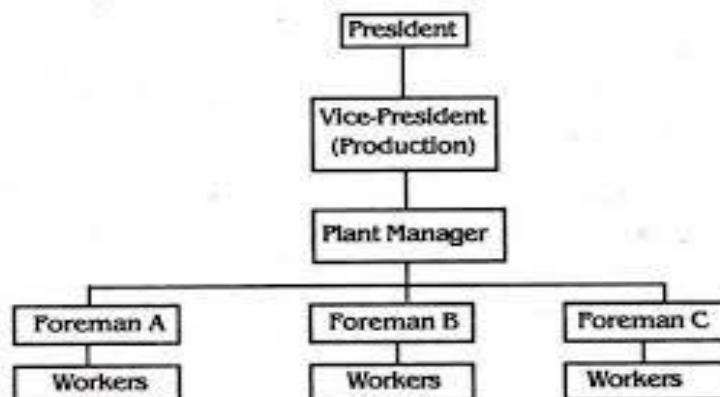 President
Vice-President
(Production)
Plant Manager
Foreman A
Foreman B
Foreman C
Workers
Workers
Workers